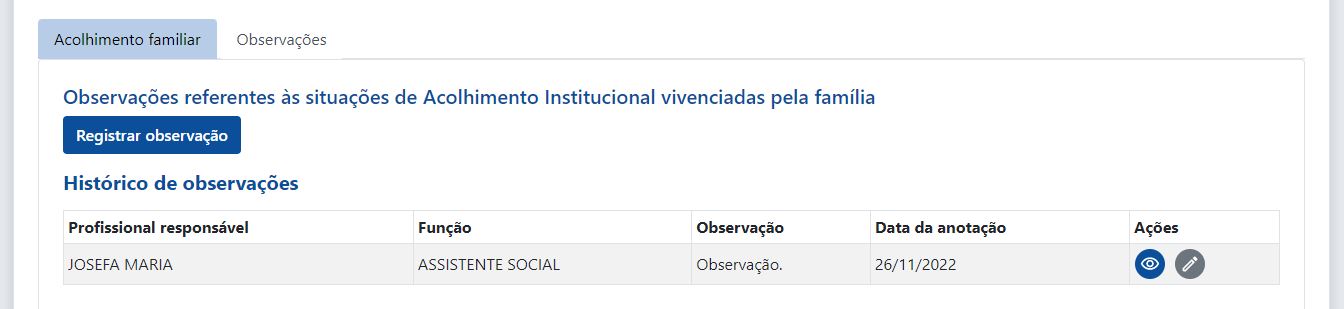 Acolhimento familiar Observações
Observações referentes às situações de Acolhimento Institucional vivenciadas pela família
Registrar observação
Histórico de observações
Profissional responsável Função Observação Data da anotação Ações
JOSEFA MARIA ASSISTENTE SOCIAL Observação. 26/11/2022